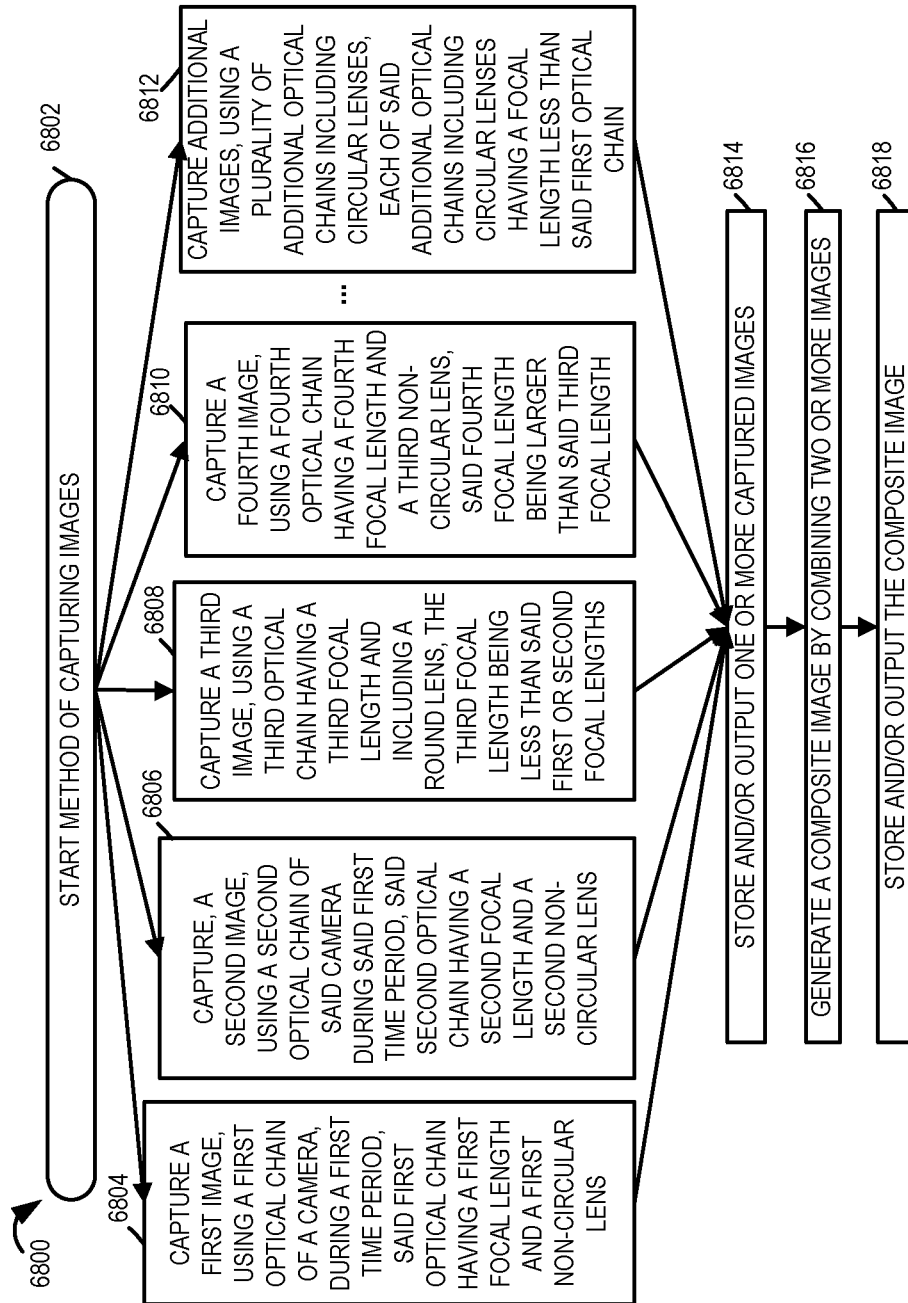 6800
START METHOD OF CAPTURING IMAGES
6802
6804
CAPTURE A
FIRST IMAGE,
USING A FIRST
OPTICAL CHAIN
OF A CAMERA,
DURING A FIRST
TIME PERIOD,
SAID FIRST
OPTICAL CHAIN
HAVING A FIRST
FOCAL LENGTH
AND A FIRST
NON-CIRCULAR
LENS
6806
CAPTURE, A
SECOND IMAGE,
USING A SECOND
OPTICAL CHAIN OF
SAID CAMERA
DURING SAID FIRST
TIME PERIOD, SAID
SECOND OPTICAL
CHAIN HAVING A
SECOND FOCAL
LENGTH AND A
SECOND NON-
CIRCULAR LENS
6808
CAPTURE A THIRD
IMAGE, USING A
THIRD OPTICAL
CHAIN HAVING A
THIRD FOCAL
LENGTH AND
INCLUDING A
ROUND LENS, THE
THIRD FOCAL
LENGTH BEING
LESS THAN SAID
FIRST OR SECOND
FOCAL LENGTHS
6810
CAPTURE A
FOURTH IMAGE,
USING A FOURTH
OPTICAL CHAIN
HAVING A FOURTH
FOCAL LENGTH AND
A THIRD NON-
CIRCULAR LENS,
SAID FOURTH
FOCAL LENGTH
BEING LARGER
THAN SAID THIRD
FOCAL LENGTH
...
6812
CAPTURE ADDITIONAL
IMAGES, USING A
PLURALITY OF
ADDITIONAL OPTICAL
CHAINS INCLUDING
CIRCULAR LENSES,
EACH OF SAID
ADDITIONAL OPTICAL
CHAINS INCLUDING
CIRCULAR LENSES
HAVING A FOCAL
LENGTH LESS THAN
SAID FIRST OPTICAL
CHAIN
6814
STORE AND/OR OUTPUT ONE OR MORE CAPTURED IMAGES
6816
GENERATE A COMPOSITE IMAGE BY COMBINING TWO OR MORE IMAGES
6818
STORE AND/OR OUTPUT THE COMPOSITE IMAGE